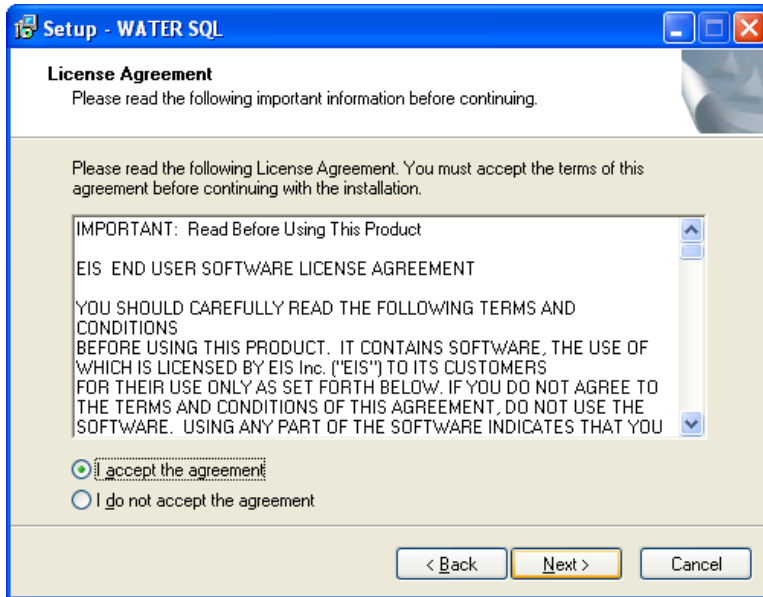 Setup - WATER SQL
License Agreement
Please read the following important information before continuing.
Please read the following License Agreement. You must accept the terms of this
agreement before continuing with the installation.
IMPORTANT:  Read Before Using This Product
EIS  END USER SOFTWARE LICENSE AGREEMENT
YOU SHOULD CAREFULLY READ THE FOLLOWING TERMS AND
CONDITIONS
BEFORE USING THIS PRODUCT.  IT CONTAINS SOFTWARE, THE USE OF
WHICH IS LICENSED BY EIS Inc. ("EIS") TO ITS CUSTOMERS
FOR THEIR USE ONLY AS SET FORTH BELOW. IF YOU DO NOT AGREE TO
THE TERMS AND CONDITIONS OF THIS AGREEMENT, DO NOT USE THE
SOFTWARE.  USING ANY PART OF THE SOFTWARE INDICATES THAT YOU
I accept the agreement
I do not accept the agreement
< Back
Next >
Cancel